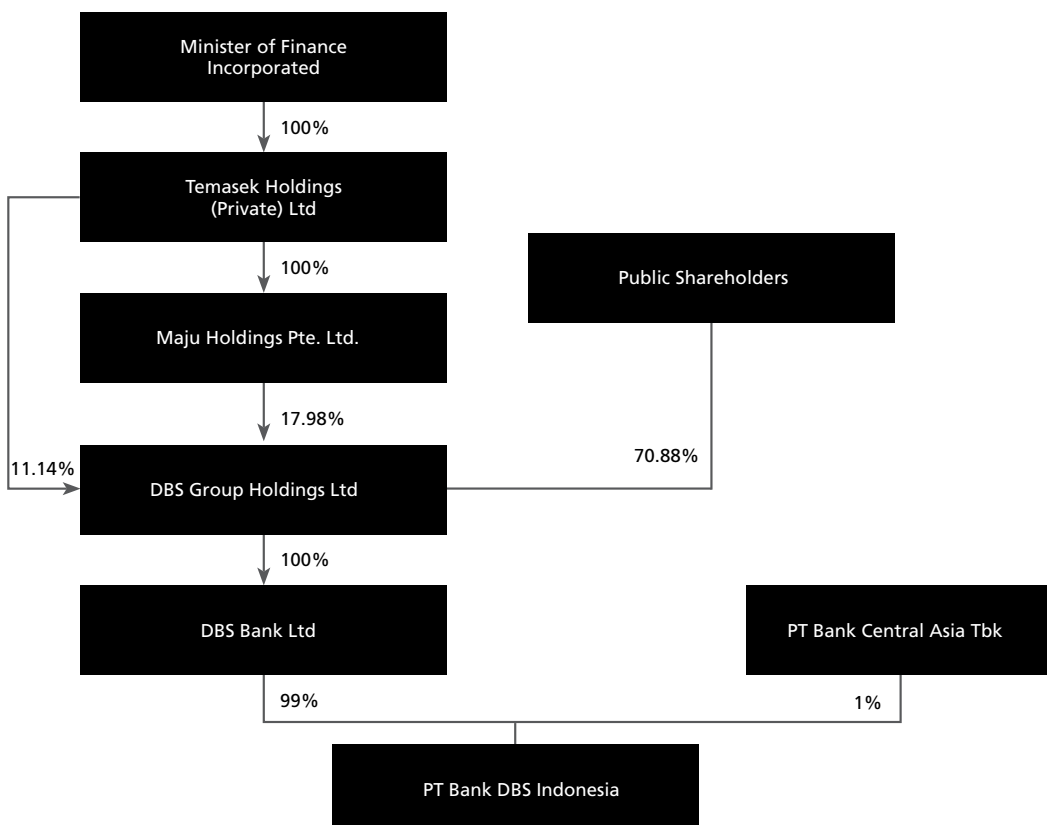 Minister of Finance
Incorporated
100%
Temasek Holdings
(Private) Ltd
100%
Public Shareholders
Maju Holdings Pte. Ltd.
17.98%
11.14%
70.88%
DBS Group Holdings Ltd
100%
DBS Bank Ltd
PT Bank Central Asia Tbk
99%
1%
PT Bank DBS Indonesia